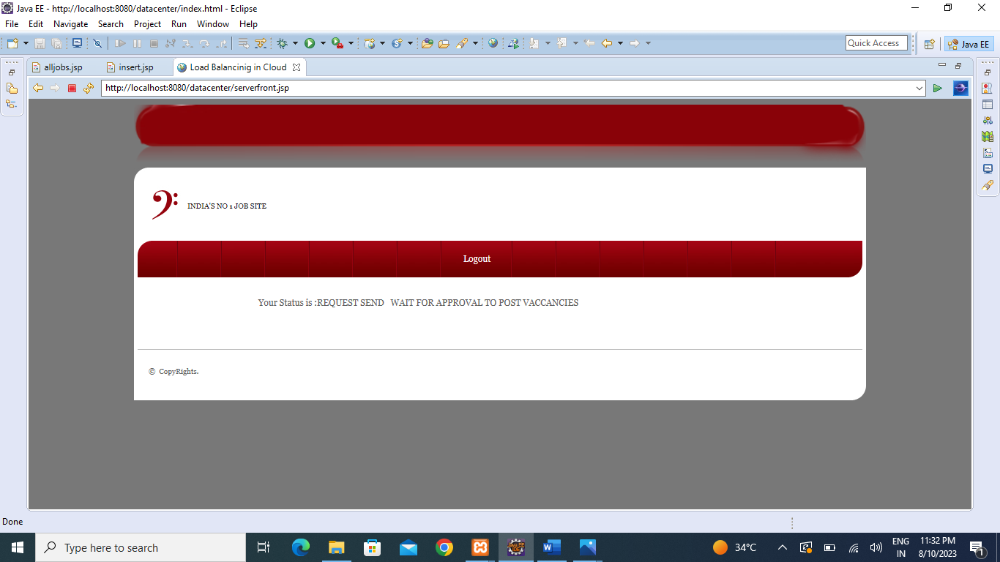 Java EE - http://localhost:8080/datacenter/index.html - Eclipse
File Edit Navigate Search Project Run Window Help
Quick Access
Java EE
alljobs.jsp
insert.jsp
Load Balancinig in Cloud
http://localhost:8080/datacenter/serverfront.jsp
INDIA'S NO 1 JOB SITE
Logout
Your Status is :REQUEST SEND WAIT FOR APPROVAL TO POST VACCANCIES
© CopyRights.
Done
Type here to search
34°C
ENG
IN
11:32 PM
8/10/2023
1